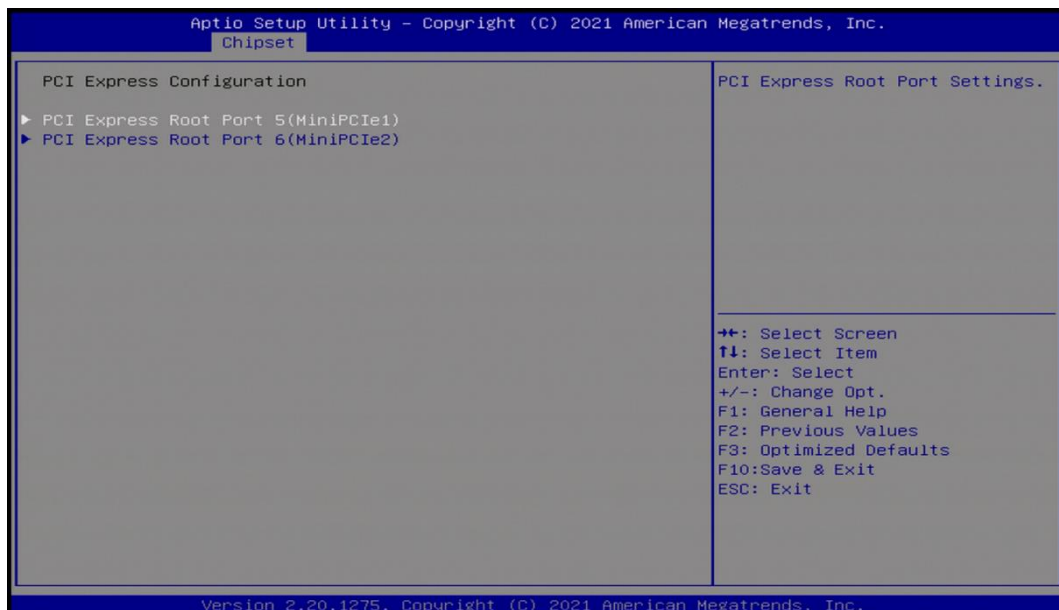 Aptio Setup Utility – Copyright (C) 2021 American Megatrends, Inc.
Chipset
PCI Express Configuration
► PCI Express Root Port 5(MiniPCIe1)
► PCI Express Root Port 6(MiniPCIe2)
PCI Express Root Port Settings.
→←: Select Screen
↑↓: Select Item
Enter: Select
+/-: Change Opt.
F1: General Help
F2: Previous Values
F3: Optimized Defaults
F10:Save & Exit
ESC: Exit
Version 2.20.1275. Copyright (C) 2021 American Megatrends, Inc.